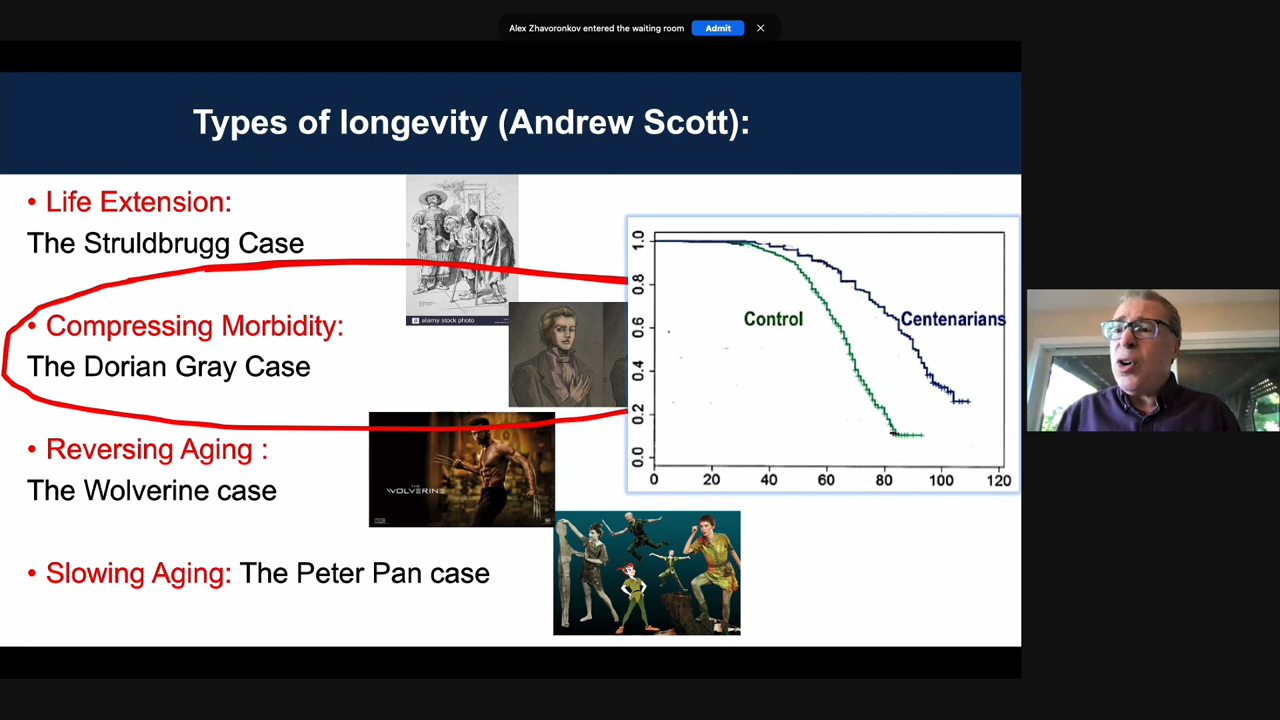 Alex Zhavoronkov entered the waiting room
Admit
Types of longevity (Andrew Scott):
• Life Extension:
The Struldbrugg Case
alamy stock photo
• Compressing Morbidity:
The Dorian Gray Case
• Reversing Aging :
The Wolverine case
THE
WOLVERINE
• Slowing Aging: The Peter Pan case
1.0
0.8
0.6
0.4
0.2
0.0
Control
Centenarians
0 20 40 60 80 100 120